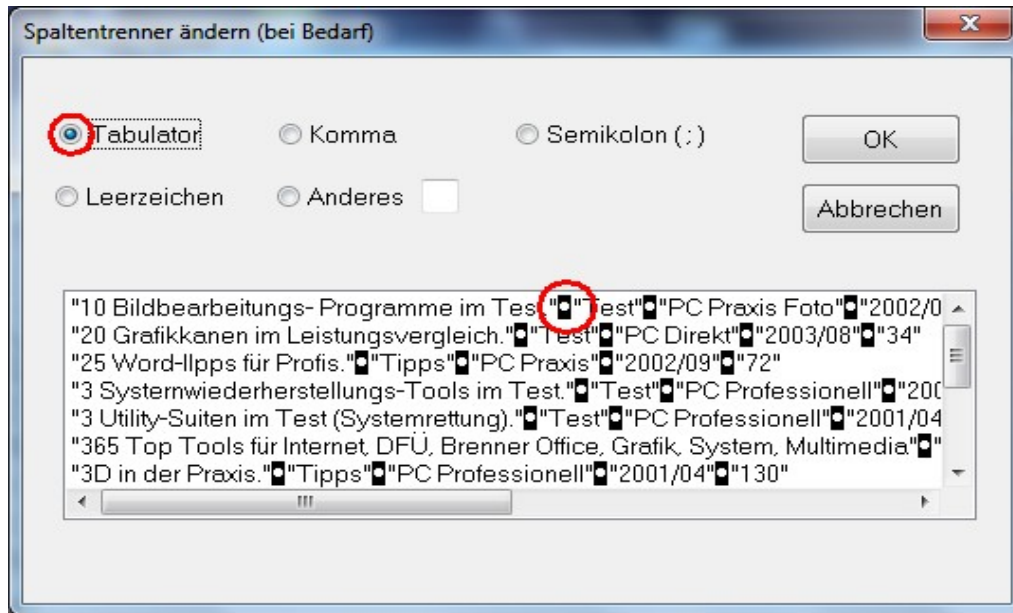 Spaltentrenner ändern (bei Bedarf)
Tabulator Komma Semikolon ( ; ) OK
Leerzeichen Anderes Abbrechen
"10 Bildbearbeitungs- Programme im Test."◘"Test"◘"PC Praxis Foto"◘"2002/0
"20 Grafikkanen im Leistungsvergleich."◘"Test"◘"PC Direkt"◘"2003/08"◘"34"
"25 Word-IIpps für Profis."◘"Tipps"◘"PC Praxis"◘"2002/09"◘"72"
"3 Systemwiederherstellungs-Tools im Test."◘"Test"◘"PC Professionell"◘"200
"3 Utility-Suiten im Test (Systemrettung)."◘"Test"◘"PC Professionell"◘"2001/04
"365 Top Tools für Internet, DFÜ, Brenner Office, Grafik, System, Multimedia"◘"
"3D in der Praxis."◘"Tipps"◘"PC Professionell"◘"2001/04"◘"130"